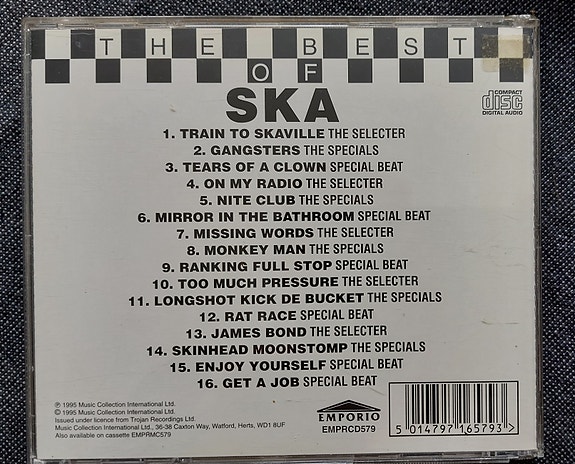 THE BEST
OF
SKA
COMPACT
disc
DIGITAL AUDIO
1. TRAIN TO SKAVILLE THE SELECTER
2. GANGSTERS THE SPECIALS
3. TEARS OF A CLOWN SPECIAL BEAT
4. ON MY RADIO THE SELECTER
5. NITE CLUB THE SPECIALS
6. MIRROR IN THE BATHROOM SPECIAL BEAT
7. MISSING WORDS THE SELECTER
8. MONKEY MAN THE SPECIALS
9. RANKING FULL STOP SPECIAL BEAT
10. TOO MUCH PRESSURE THE SELECTER
11. LONGSHOT KICK DE BUCKET THE SPECIALS
12. RAT RACE SPECIAL BEAT
13. JAMES BOND THE SELECTER
14. SKINHEAD MOONSTOMP THE SPECIALS
15. ENJOY YOURSELF SPECIAL BEAT
16. GET A JOB SPECIAL BEAT
℗ 1995 Music Collection International Ltd.
© 1995 Music Collection International Ltd.
Issued under licence from Trojan Recordings Ltd.
Music Collection International Ltd., 36-38 Caxton Way, Watford, Herts, WD1 8UF
Also available on cassette EMPRMC579
EMPORIO
EMPRCD579
5 014797 165793 >